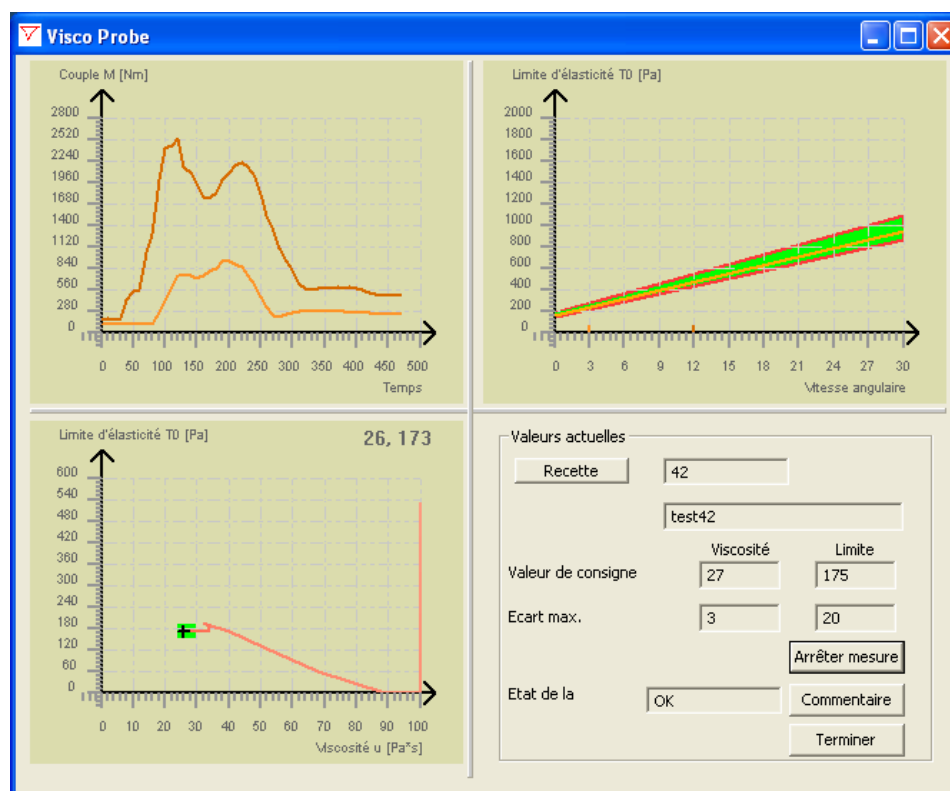 Visco Probe
Couple M [Nm]
2800
2520
2240
1960
1680
1400
1120
840
560
280
0
0 50 100 150 200 250 300 350 400 450 500
Temps
Limite d'élasticité T0 [Pa]
2000
1800
1600
1400
1200
1000
800
600
400
200
0
0 3 6 9 12 15 18 21 24 27 30
Vitesse angulaire
Limite d'élasticité T0 [Pa]
26, 173
600
540
480
420
360
300
240
180
120
60
0
0 10 20 30 40 50 60 70 80 90 100
Viscosité u [Pa*s]
Valeurs actuelles
Recette 42
test42
Viscosité Limite
Valeur de consigne 27 175
Ecart max. 3 20
Arrêter mesure
Etat de la OK Commentaire
Terminer